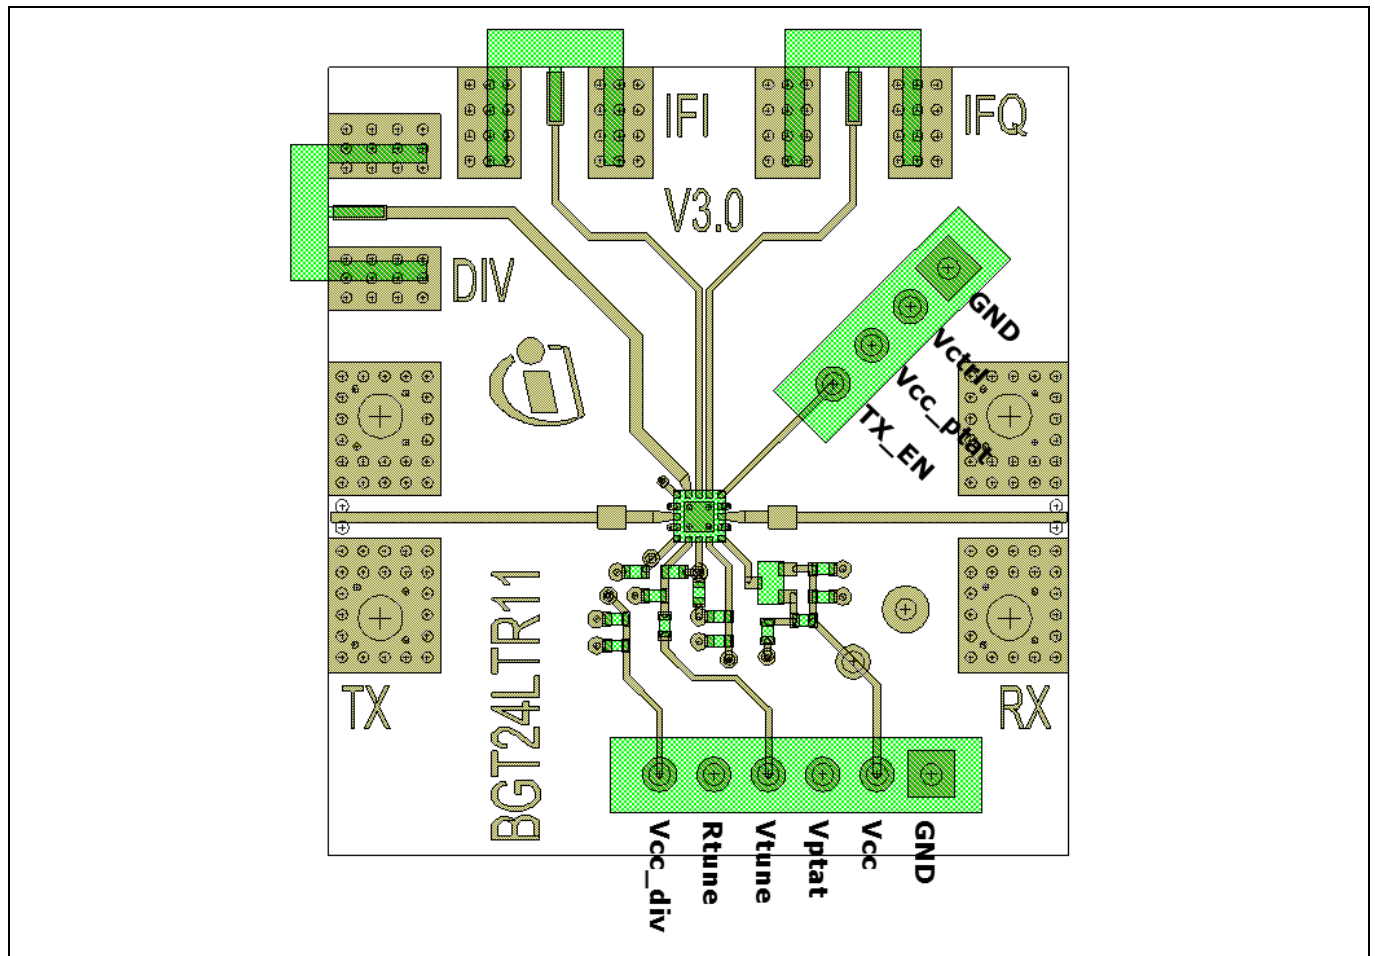 IFI
IFQ
V3.0
DIV
GND
Vctrl
Vcc_ptat
TX_EN
BGT24LTR11
TX
RX
Vcc_div
Rtune
Vtune
Vptat
Vcc
GND